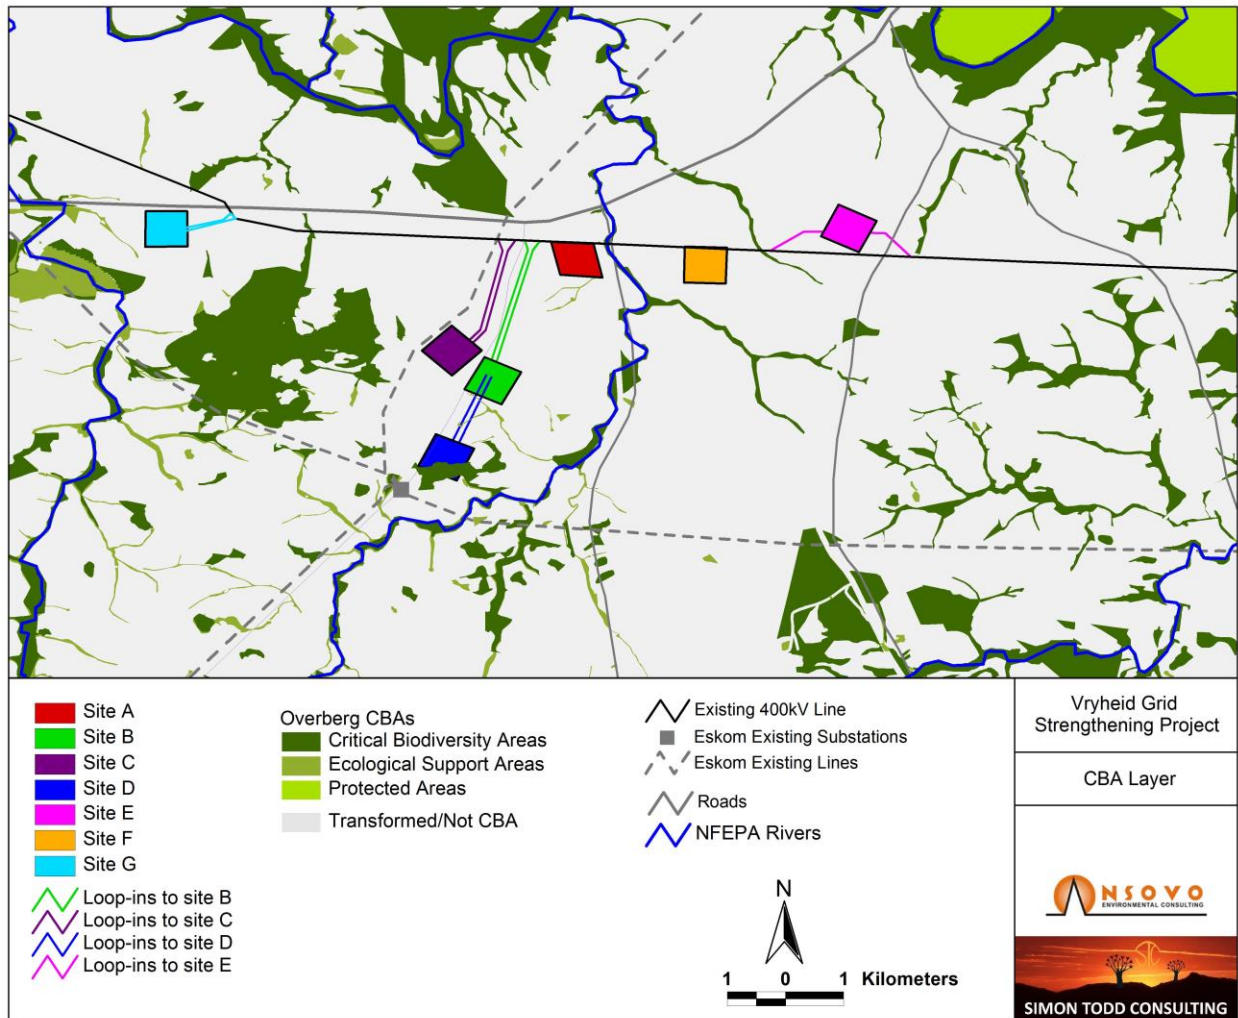 Site A
Site B
Site C
Site D
Site E
Site F
Site G
Loop-ins to site B
Loop-ins to site C
Loop-ins to site D
Loop-ins to site E
Overberg CBAs
Critical Biodiversity Areas
Ecological Support Areas
Protected Areas
Transformed/Not CBA
Existing 400kV Line
Eskom Existing Substations
Eskom Existing Lines
Roads
NFEPA Rivers
N
1 0 1 Kilometers
Vryheid Grid
Strengthening Project
CBA Layer
NSOVO
ENVIRONMENTAL CONSULTING
SIMON TODD CONSULTING